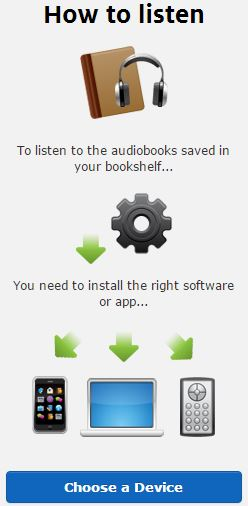 How to listen
To listen to the audiobooks saved in
your bookshelf...
You need to install the right software
or app...
Choose a Device